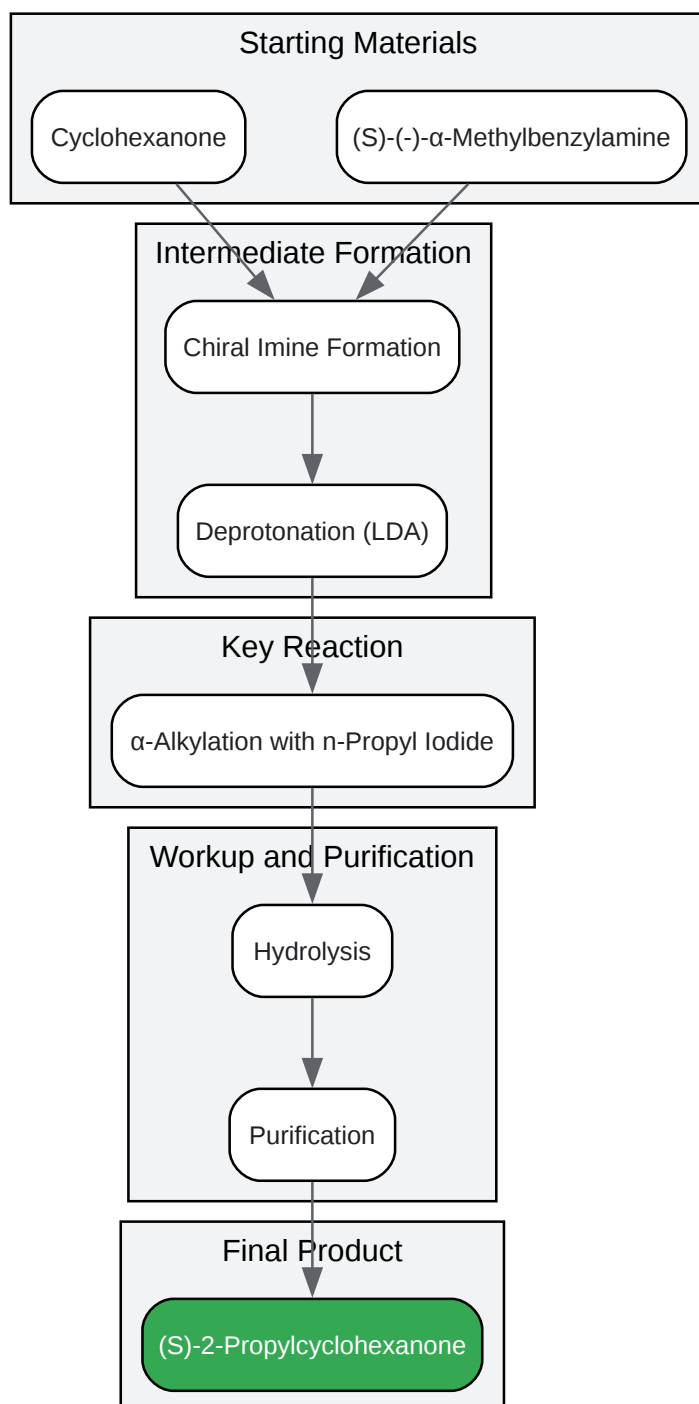 Starting Materials
Cyclohexanone
(S)-(-)-α-Methylbenzylamine
Intermediate Formation
Chiral Imine Formation
Deprotonation (LDA)
Key Reaction
α-Alkylation with n-Propyl Iodide
Workup and Purification
Hydrolysis
Purification
Final Product
(S)-2-Propylcyclohexanone